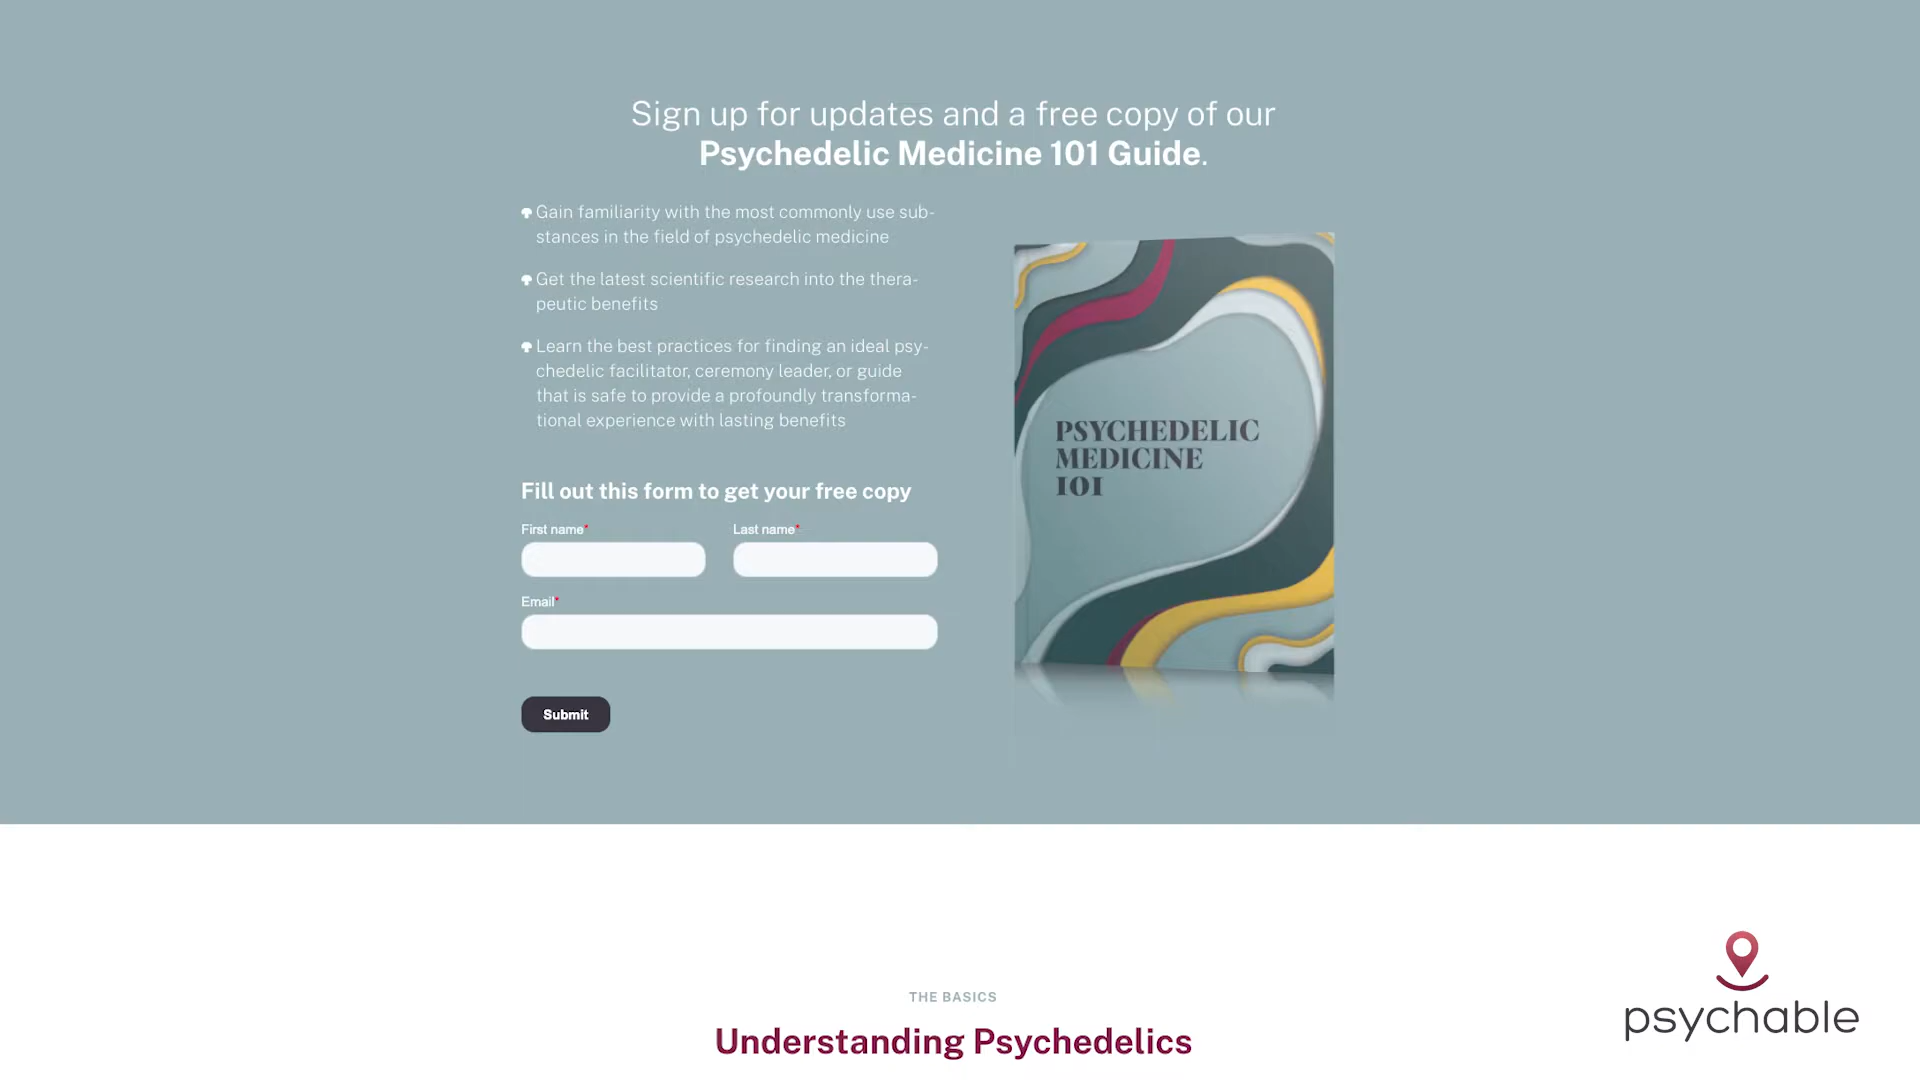 Sign up for updates and a free copy of our
Psychedelic Medicine 101 Guide.
Gain familiarity with the most commonly use sub-
stances in the field of psychedelic medicine
Get the latest scientific research into the thera-
peutic benefits
Learn the best practices for finding an ideal psy-
chedelic facilitator, ceremony leader, or guide
that is safe to provide a profoundly transforma-
tional experience with lasting benefits
PSYCHEDELIC
MEDICINE
101
Fill out this form to get your free copy
First name*
Last name*
Email*
Submit
THE BASICS
Understanding Psychedelics
psychable